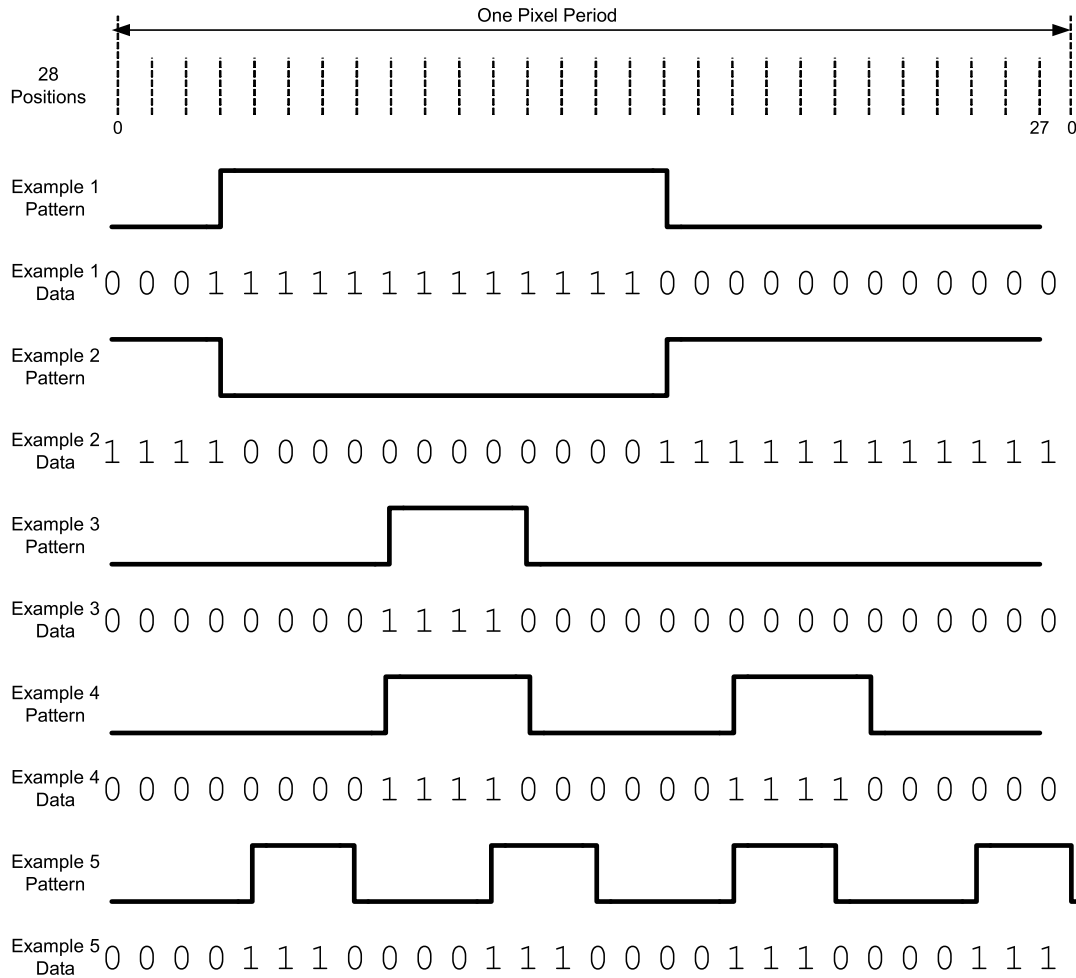 One Pixel Period
28
Positions
0 27 0
Example 1
Pattern
Example 1
Data
0 0 0 1 1 1 1 1 1 1 1 1 1 1 1 1 0 0 0 0 0 0 0 0 0 0 0 0
Example 2
Pattern
Example 2
Data
1 1 1 1 0 0 0 0 0 0 0 0 0 0 0 0 1 1 1 1 1 1 1 1 1 1 1 1
Example 3
Pattern
Example 3
Data
0 0 0 0 0 0 0 0 1 1 1 1 0 0 0 0 0 0 0 0 0 0 0 0 0 0 0 0
Example 4
Pattern
Example 4
Data
0 0 0 0 0 0 0 0 1 1 1 1 0 0 0 0 0 0 1 1 1 1 0 0 0 0 0 0
Example 5
Pattern
Example 5
Data
0 0 0 0 1 1 1 0 0 0 0 1 1 1 0 0 0 0 1 1 1 0 0 0 0 1 1 1